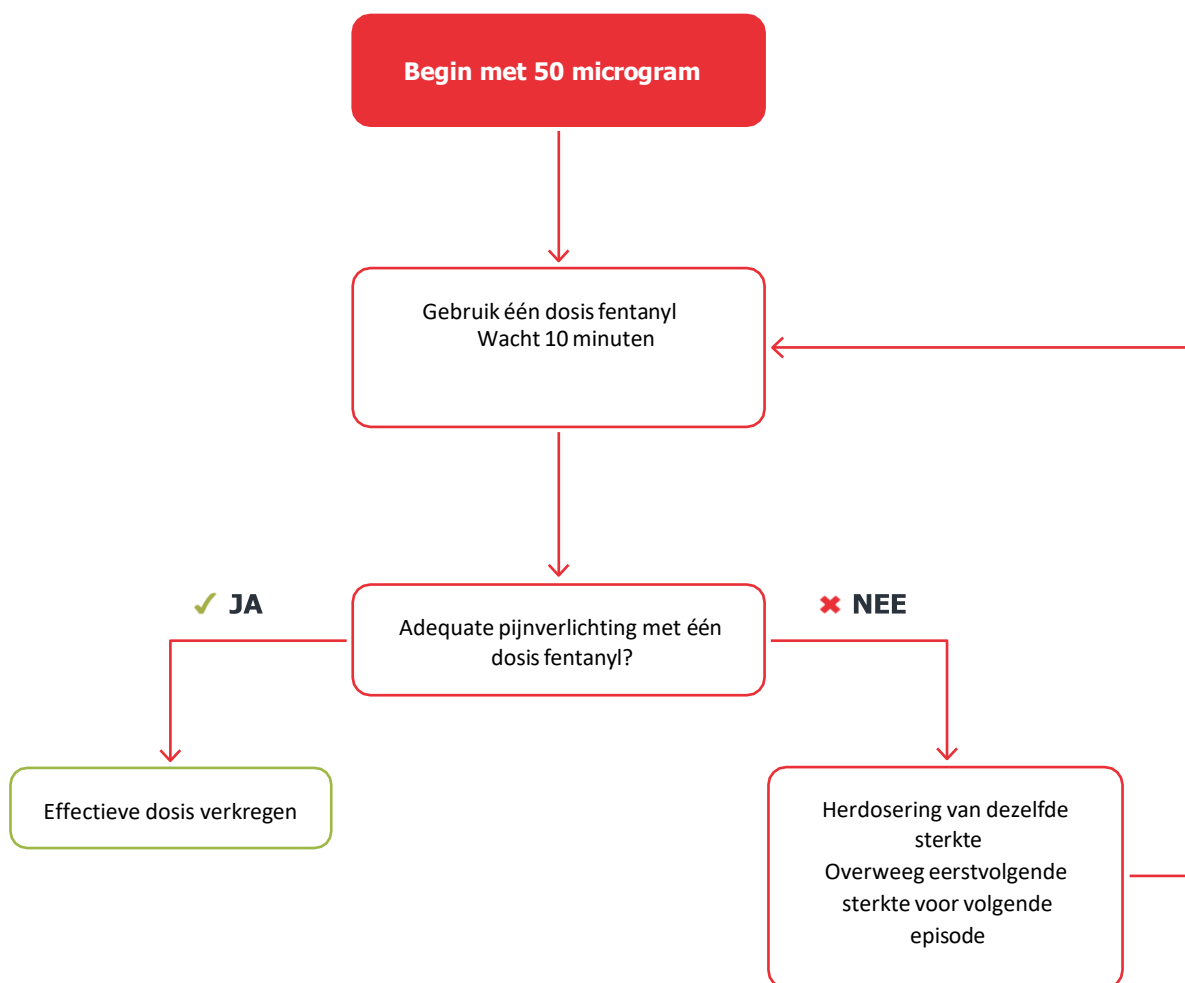 Begin met 50 microgram
Gebruik één dosis fentanyl
Wacht 10 minuten
JA
NEE
Adequate pijnverlichting met één
dosis fentanyl?
Effectieve dosis verkregen
Herdosering van dezelfde
sterkte
Overweeg eerstvolgende
sterkte voor volgende
episode